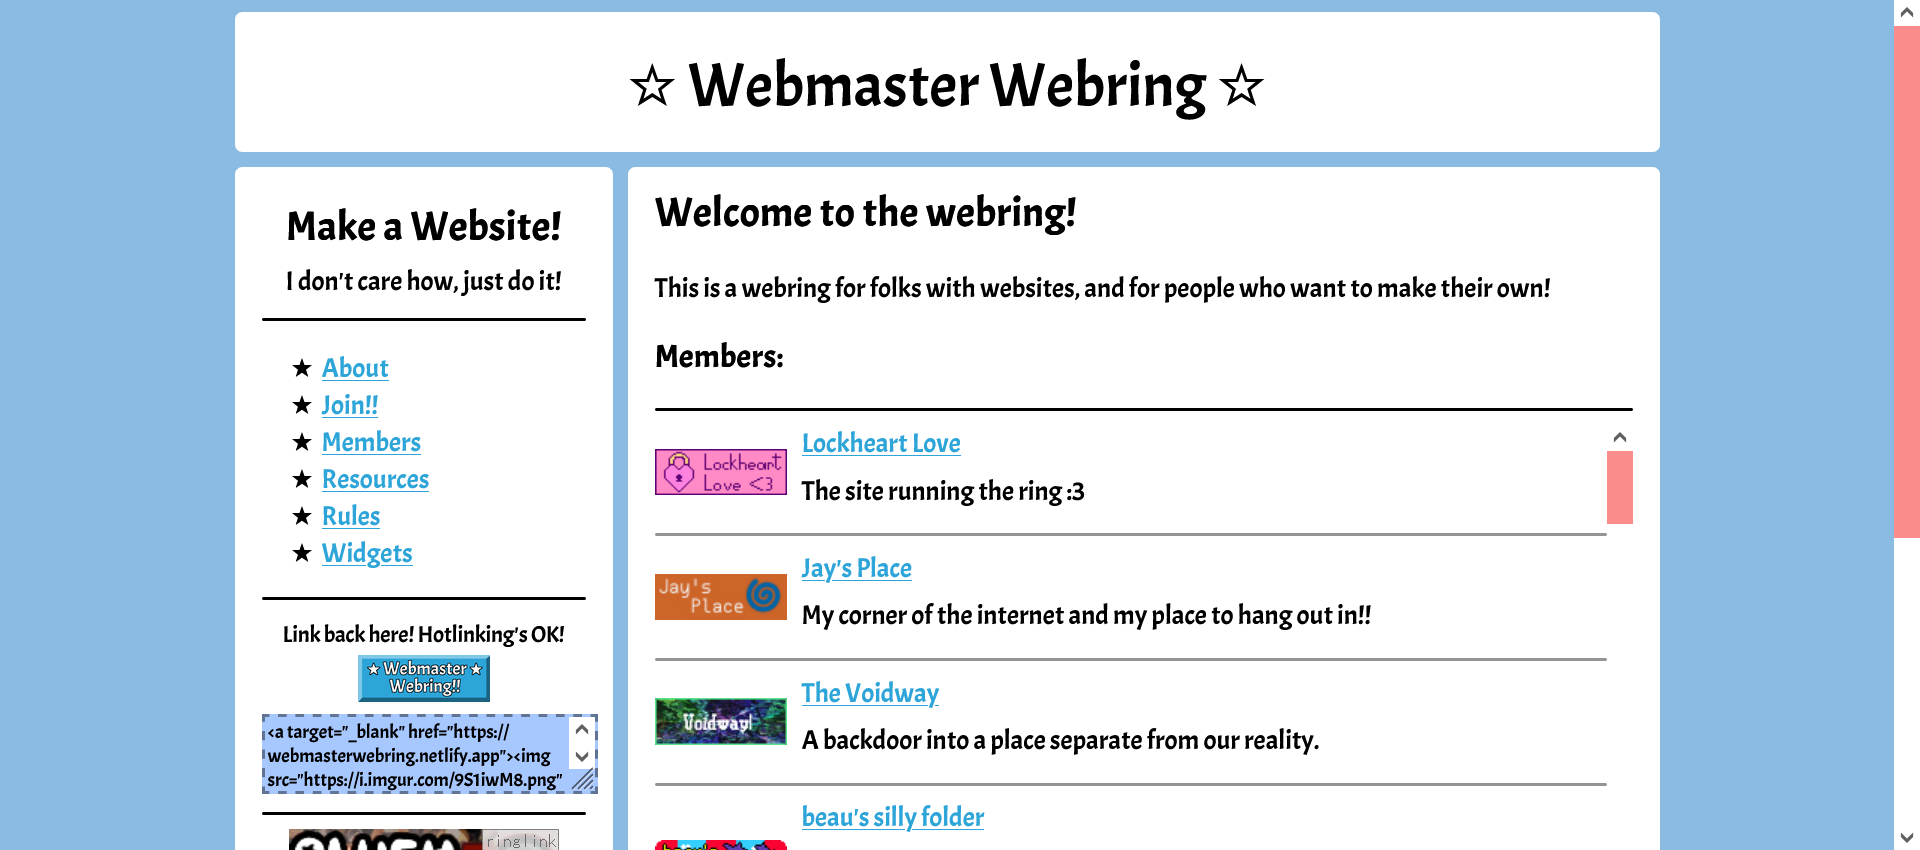 ☆ Webmaster Webring ☆
Make a Website!
I don't care how, just do it!
★ About
★ Join!!
★ Members
★ Resources
★ Rules
★ Widgets
Link back here! Hotlinking's OK!
★ Webmaster ★
Webring!!
<a target="_blank" href="https://
webmasterwebring.netlify.app"><img
src="https://i.imgur.com/9S1iwM8.png"
ringlink
Welcome to the webring!
This is a webring for folks with websites, and for people who want to make their own!
Members:
Lockheart
Love <3
Lockheart Love
The site running the ring :3
Jay's
Place
Jay's Place
My corner of the internet and my place to hang out in!!
Voidway!
The Voidway
A backdoor into a place separate from our reality.
beau's silly folder